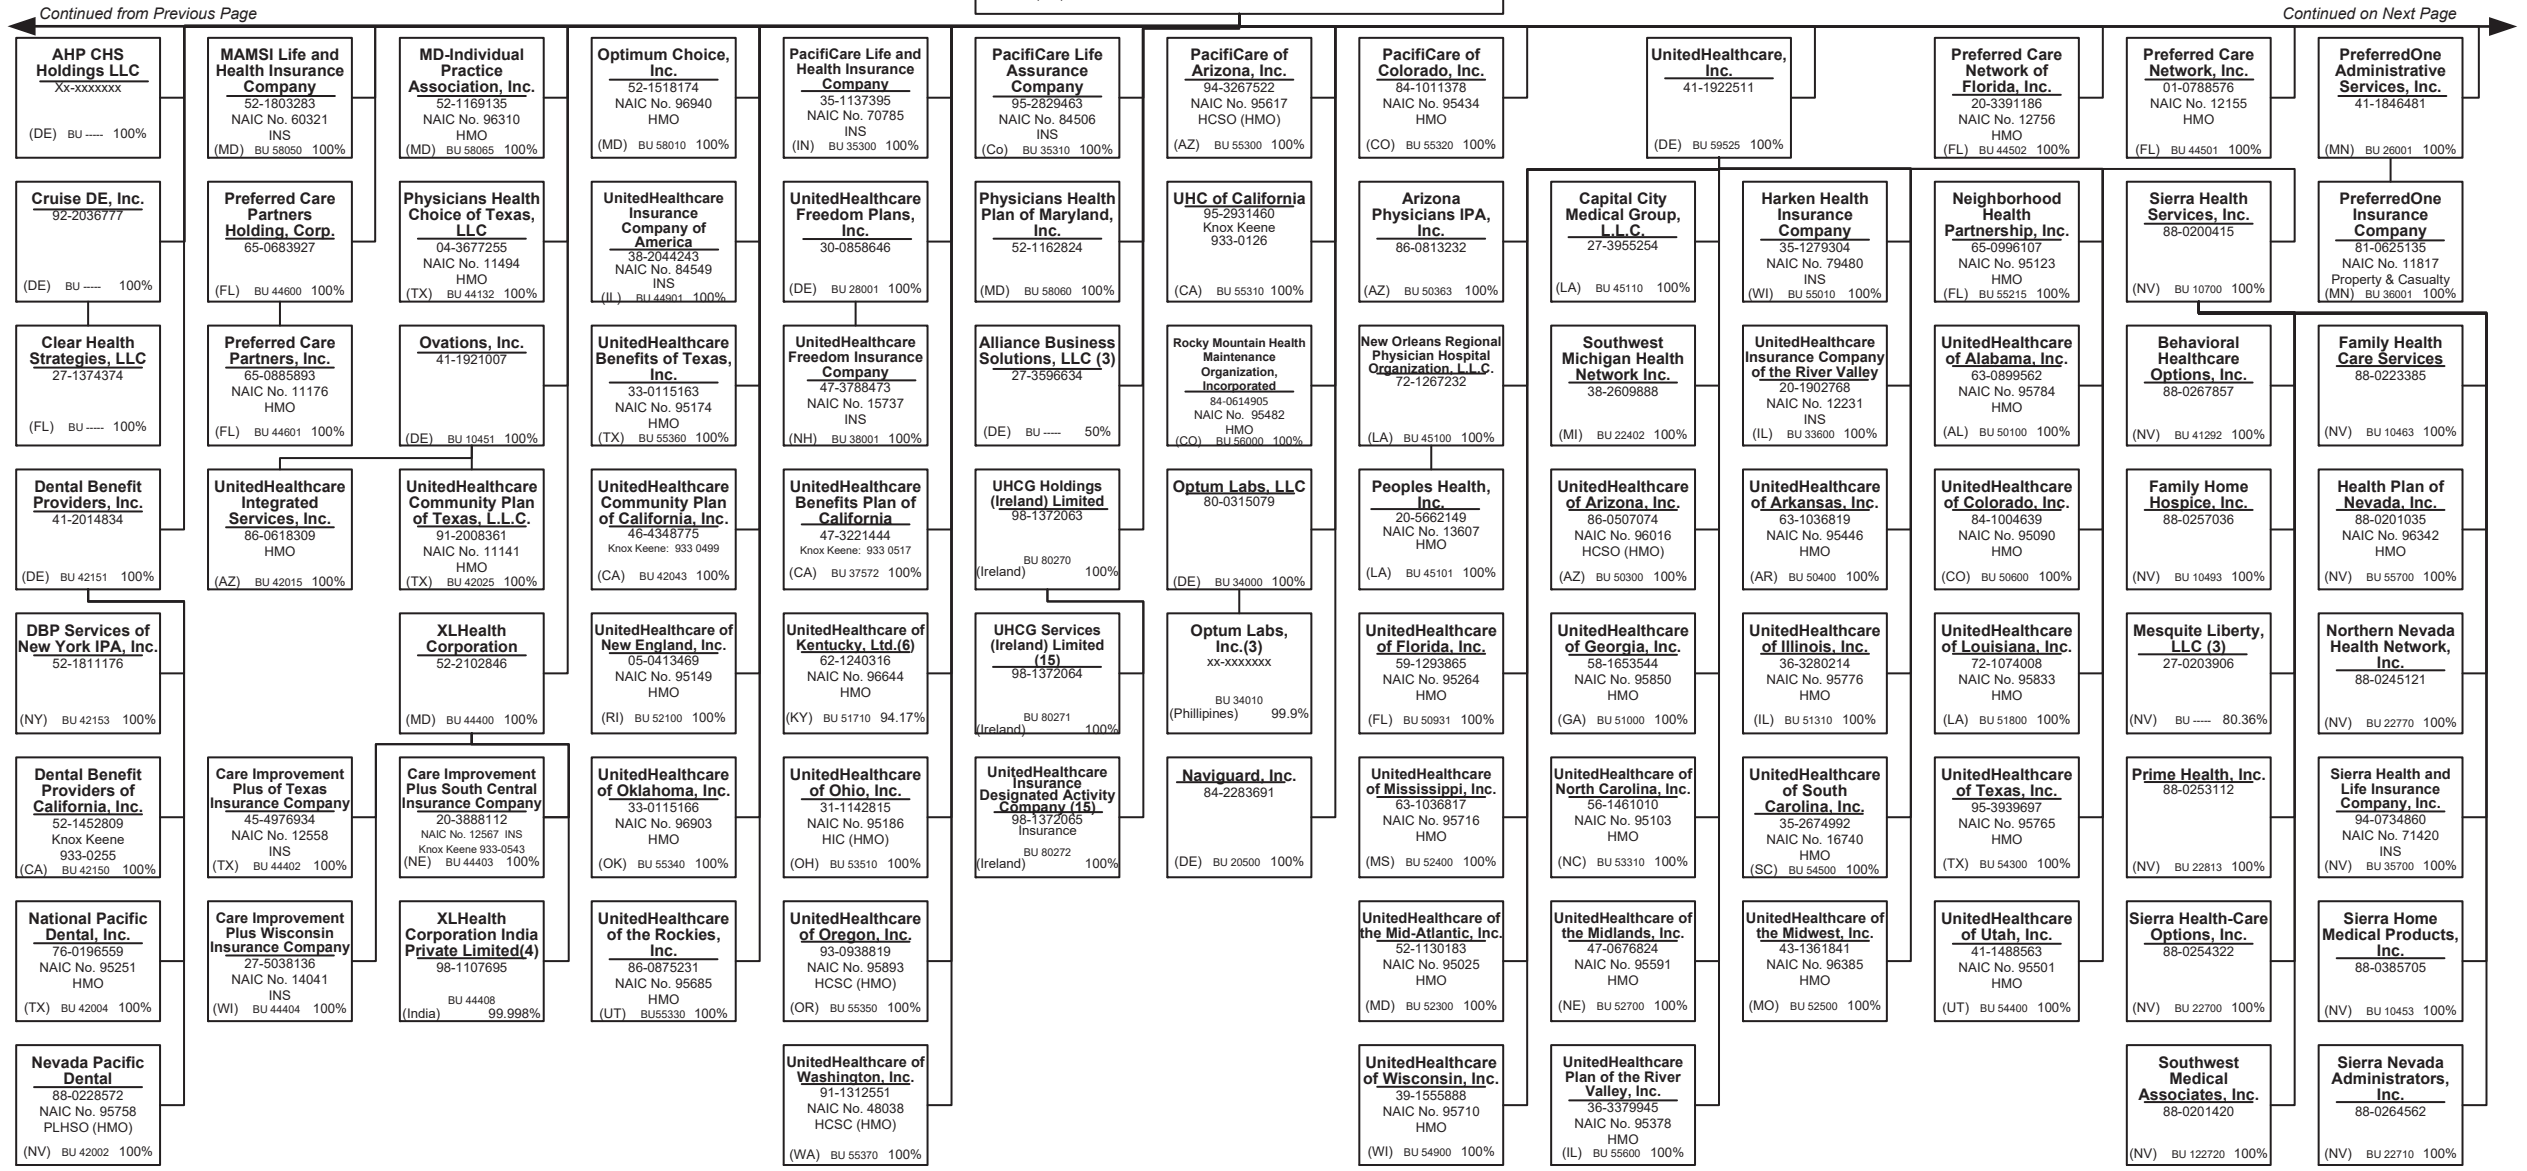 Continued from Previous Page
Continued on Next Page
AHP CHS
Holdings LLC
Xx-xxxxxxx
(DE) BU ----- 100%
MAMSI Life and
Health Insurance
Company
52-1803283
NAIC No. 60321
INS
(MD) BU 58050 100%
MD-Individual
Practice
Association, Inc.
52-1169135
NAIC No. 96310
HMO
(MD) BU 58065 100%
Optimum Choice,
Inc.
52-1518174
NAIC No. 96940
HMO
(MD) BU 58010 100%
PacifiCare Life and
Health Insurance
Company
35-1137395
NAIC No. 70785
INS
(IN) BU 35300 100%
PacifiCare Life
Assurance
Company
95-2829463
NAIC No. 84506
INS
(Co) BU 35310 100%
PacifiCare of
Arizona, Inc.
94-3267522
NAIC No. 95617
HCSO (HMO)
(AZ) BU 55300 100%
PacifiCare of
Colorado, Inc.
84-1011378
NAIC No. 95434
HMO
(CO) BU 55320 100%
UnitedHealthcare,
Inc.
41-1922511
(DE) BU 59525 100%
Preferred Care
Network of
Florida, Inc.
20-3391186
NAIC No. 12756
HMO
(FL) BU 44502 100%
Preferred Care
Network, Inc.
01-0788576
NAIC No. 12155
HMO
(FL) BU 44501 100%
PreferredOne
Administrative
Services, Inc.
41-1846481
(MN) BU 26001 100%
Cruise DE, Inc.
92-2036777
(DE) BU ----- 100%
Preferred Care
Partners
Holding, Corp.
65-0683927
(FL) BU 44600 100%
Physicians Health
Choice of Texas,
LLC
04-3677255
NAIC No. 11494
HMO
(TX) BU 44132 100%
UnitedHealthcare
Insurance
Company of
America
38-2044243
NAIC No. 84549
INS
(IL) BU 44901 100%
UnitedHealthcare
Freedom Plans,
Inc.
30-0858646
(DE) BU 28001 100%
Physicians Health
Plan of Maryland,
Inc.
52-1162824
(MD) BU 58060 100%
UHC of California
95-2931460
Knox Keene
933-0126
(CA) BU 55310 100%
Arizona
Physicians IPA,
Inc.
86-0813232
(AZ) BU 50363 100%
Capital City
Medical Group,
L.L.C.
27-3955254
(LA) BU 45110 100%
Harken Health
Insurance
Company
35-1279304
NAIC No. 79480
INS
(WI) BU 55010 100%
Neighborhood
Health
Partnership, Inc.
65-0996107
NAIC No. 95123
HMO
(FL) BU 55215 100%
Sierra Health
Services, Inc.
88-0200415
(NV) BU 10700 100%
PreferredOne
Insurance
Company
81-0625135
NAIC No. 11817
Property & Casualty
(MN) BU 36001 100%
Clear Health
Strategies, LLC
27-1374374
(FL) BU ----- 100%
Preferred Care
Partners, Inc.
65-0885893
NAIC No. 11176
HMO
(FL) BU 44601 100%
Ovations, Inc.
41-1921007
(DE) BU 10451 100%
UnitedHealthcare
Benefits of Texas,
Inc.
33-0115163
NAIC No. 95174
HMO
(TX) BU 55360 100%
UnitedHealthcare
Freedom Insurance
Company
47-3788473
NAIC No. 15737
INS
(NH) BU 38001 100%
Alliance Business
Solutions, LLC (3)
27-3596634
(DE) BU ----- 50%
Rocky Mountain Health
Maintenance
Organization,
Incorporated
84-0614905
NAIC No. 95482
HMO
(CO) BU 56000 100%
New Orleans Regional
Physician Hospital
Organization, L.L.C.
72-1267232
(LA) BU 45100 100%
Southwest
Michigan Health
Network Inc.
38-2609888
(MI) BU 22402 100%
UnitedHealthcare
Insurance Company
of the River Valley
20-1902768
NAIC No. 12231
INS
(IL) BU 33600 100%
UnitedHealthcare
of Alabama, Inc.
63-0899562
NAIC No. 95784
HMO
(AL) BU 50100 100%
Behavioral
Healthcare
Options, Inc.
88-0267857
(NV) BU 41292 100%
Family Health
Care Services
88-0223385
(NV) BU 10463 100%
Dental Benefit
Providers, Inc.
41-2014834
(DE) BU 42151 100%
UnitedHealthcare
Integrated
Services, Inc.
86-0618309
HMO
(AZ) BU 42015 100%
UnitedHealthcare
Community Plan
of Texas, L.L.C.
91-2008361
NAIC No. 11141
HMO
(TX) BU 42025 100%
UnitedHealthcare
Community Plan
of California, Inc.
46-4348775
Knox Keene: 933 0499
(CA) BU 42043 100%
UnitedHealthcare
Benefits Plan of
California
47-3221444
Knox Keene: 933 0517
(CA) BU 37572 100%
UHCG Holdings
(Ireland) Limited
98-1372063
BU 80270
(Ireland) 100%
Optum Labs, LLC
80-0315079
(DE) BU 34000 100%
Peoples Health,
Inc.
20-5662149
NAIC No. 13607
HMO
(LA) BU 45101 100%
UnitedHealthcare
of Arizona, Inc.
86-0507074
NAIC No. 96016
HCSO (HMO)
(AZ) BU 50300 100%
UnitedHealthcare
of Arkansas, Inc.
63-1036819
NAIC No. 95446
HMO
(AR) BU 50400 100%
UnitedHealthcare
of Colorado, Inc.
84-1004639
NAIC No. 95090
HMO
(CO) BU 50600 100%
Family Home
Hospice, Inc.
88-0257036
(NV) BU 10493 100%
Health Plan of
Nevada, Inc.
88-0201035
NAIC No. 96342
HMO
(NV) BU 55700 100%
DBP Services of
New York IPA, Inc.
52-1811176
(NY) BU 42153 100%
XLHealth
Corporation
52-2102846
(MD) BU 44400 100%
UnitedHealthcare of
New England, Inc.
05-0413469
NAIC No. 95149
HMO
(RI) BU 52100 100%
UnitedHealthcare of
Kentucky, Ltd.(6)
62-1240316
NAIC No. 96644
HMO
(KY) BU 51710 94.17%
UHCG Services
(Ireland) Limited
(15)
98-1372064
BU 80271
(Ireland) 100%
Optum Labs,
Inc.(3)
xx-xxxxxxx
BU 34010
(Phillipines) 99.9%
UnitedHealthcare
of Florida, Inc.
59-1293865
NAIC No. 95264
HMO
(FL) BU 50931 100%
UnitedHealthcare
of Georgia, Inc.
58-1653544
NAIC No. 95850
HMO
(GA) BU 51000 100%
UnitedHealthcare
of Illinois, Inc.
36-3280214
NAIC No. 95776
HMO
(IL) BU 51310 100%
UnitedHealthcare
of Louisiana, Inc.
72-1074008
NAIC No. 95833
HMO
(LA) BU 51800 100%
Mesquite Liberty,
LLC (3)
27-0203906
(NV) BU ----- 80.36%
Northern Nevada
Health Network,
Inc.
88-0245121
(NV) BU 22770 100%
Dental Benefit
Providers of
California, Inc.
52-1452809
Knox Keene
933-0255
(CA) BU 42150 100%
Care Improvement
Plus of Texas
Insurance Company
45-4976934
NAIC No. 12558
INS
(TX) BU 44402 100%
Care Improvement
Plus South Central
Insurance Company
20-3888112
NAIC No. 12567 INS
Knox Keene 933-0543
(NE) BU 44403 100%
UnitedHealthcare
of Oklahoma, Inc.
33-0115166
NAIC No. 96903
HMO
(OK) BU 55340 100%
UnitedHealthcare
of Ohio, Inc.
31-1142815
NAIC No. 95186
HIC (HMO)
(OH) BU 53510 100%
UnitedHealthcare
Insurance
Designated Activity
Company (15)
98-1372065
Insurance
BU 80272
(Ireland) 100%
Naviguard, Inc.
84-2283691
(DE) BU 20500 100%
UnitedHealthcare
of Mississippi, Inc.
63-1036817
NAIC No. 95716
HMO
(MS) BU 52400 100%
UnitedHealthcare of
North Carolina, Inc.
56-1461010
NAIC No. 95103
HMO
(NC) BU 53310 100%
UnitedHealthcare
of South
Carolina, Inc.
35-2674992
NAIC No. 16740
HMO
(SC) BU 54500 100%
UnitedHealthcare
of Texas, Inc.
95-3939697
NAIC No. 95765
HMO
(TX) BU 54300 100%
Prime Health, Inc.
88-0253112
(NV) BU 22813 100%
Sierra Health and
Life Insurance
Company, Inc.
94-0734860
NAIC No. 71420
INS
(NV) BU 35700 100%
National Pacific
Dental, Inc.
76-0196559
NAIC No. 95251
HMO
(TX) BU 42004 100%
Care Improvement
Plus Wisconsin
Insurance Company
27-5038136
NAIC No. 14041
INS
(WI) BU 44404 100%
XLHealth
Corporation India
Private Limited(4)
98-1107695
BU 44408
(India) 99.998%
UnitedHealthcare
of the Rockies,
Inc.
86-0875231
NAIC No. 95685
HMO
(UT) BU55330 100%
UnitedHealthcare
of Oregon, Inc.
93-0938819
NAIC No. 95893
HCSC (HMO)
(OR) BU 55350 100%
UnitedHealthcare of
the Mid-Atlantic, Inc.
52-1130183
NAIC No. 95025
HMO
(MD) BU 52300 100%
UnitedHealthcare of
the Midlands, Inc.
47-0676824
NAIC No. 95591
HMO
(NE) BU 52700 100%
UnitedHealthcare of
the Midwest, Inc.
43-1361841
NAIC No. 96385
HMO
(MO) BU 52500 100%
UnitedHealthcare
of Utah, Inc.
41-1488563
NAIC No. 95501
HMO
(UT) BU 54400 100%
Sierra Health-Care
Options, Inc.
88-0254322
(NV) BU 22700 100%
Sierra Home
Medical Products,
Inc.
88-0385705
(NV) BU 10453 100%
Nevada Pacific
Dental
88-0228572
NAIC No. 95758
PLHSO (HMO)
(NV) BU 42002 100%
UnitedHealthcare of
Washington, Inc.
91-1312551
NAIC No. 48038
HCSC (HMO)
(WA) BU 55370 100%
UnitedHealthcare
of Wisconsin, Inc.
39-1555888
NAIC No. 95710
HMO
(WI) BU 54900 100%
UnitedHealthcare
Plan of the River
Valley, Inc.
36-3379945
NAIC No. 95378
HMO
(IL) BU 55600 100%
Southwest
Medical
Associates, Inc.
88-0201420
(NV) BU 122720 100%
Sierra Nevada
Administrators,
Inc.
88-0264562
(NV) BU 22710 100%